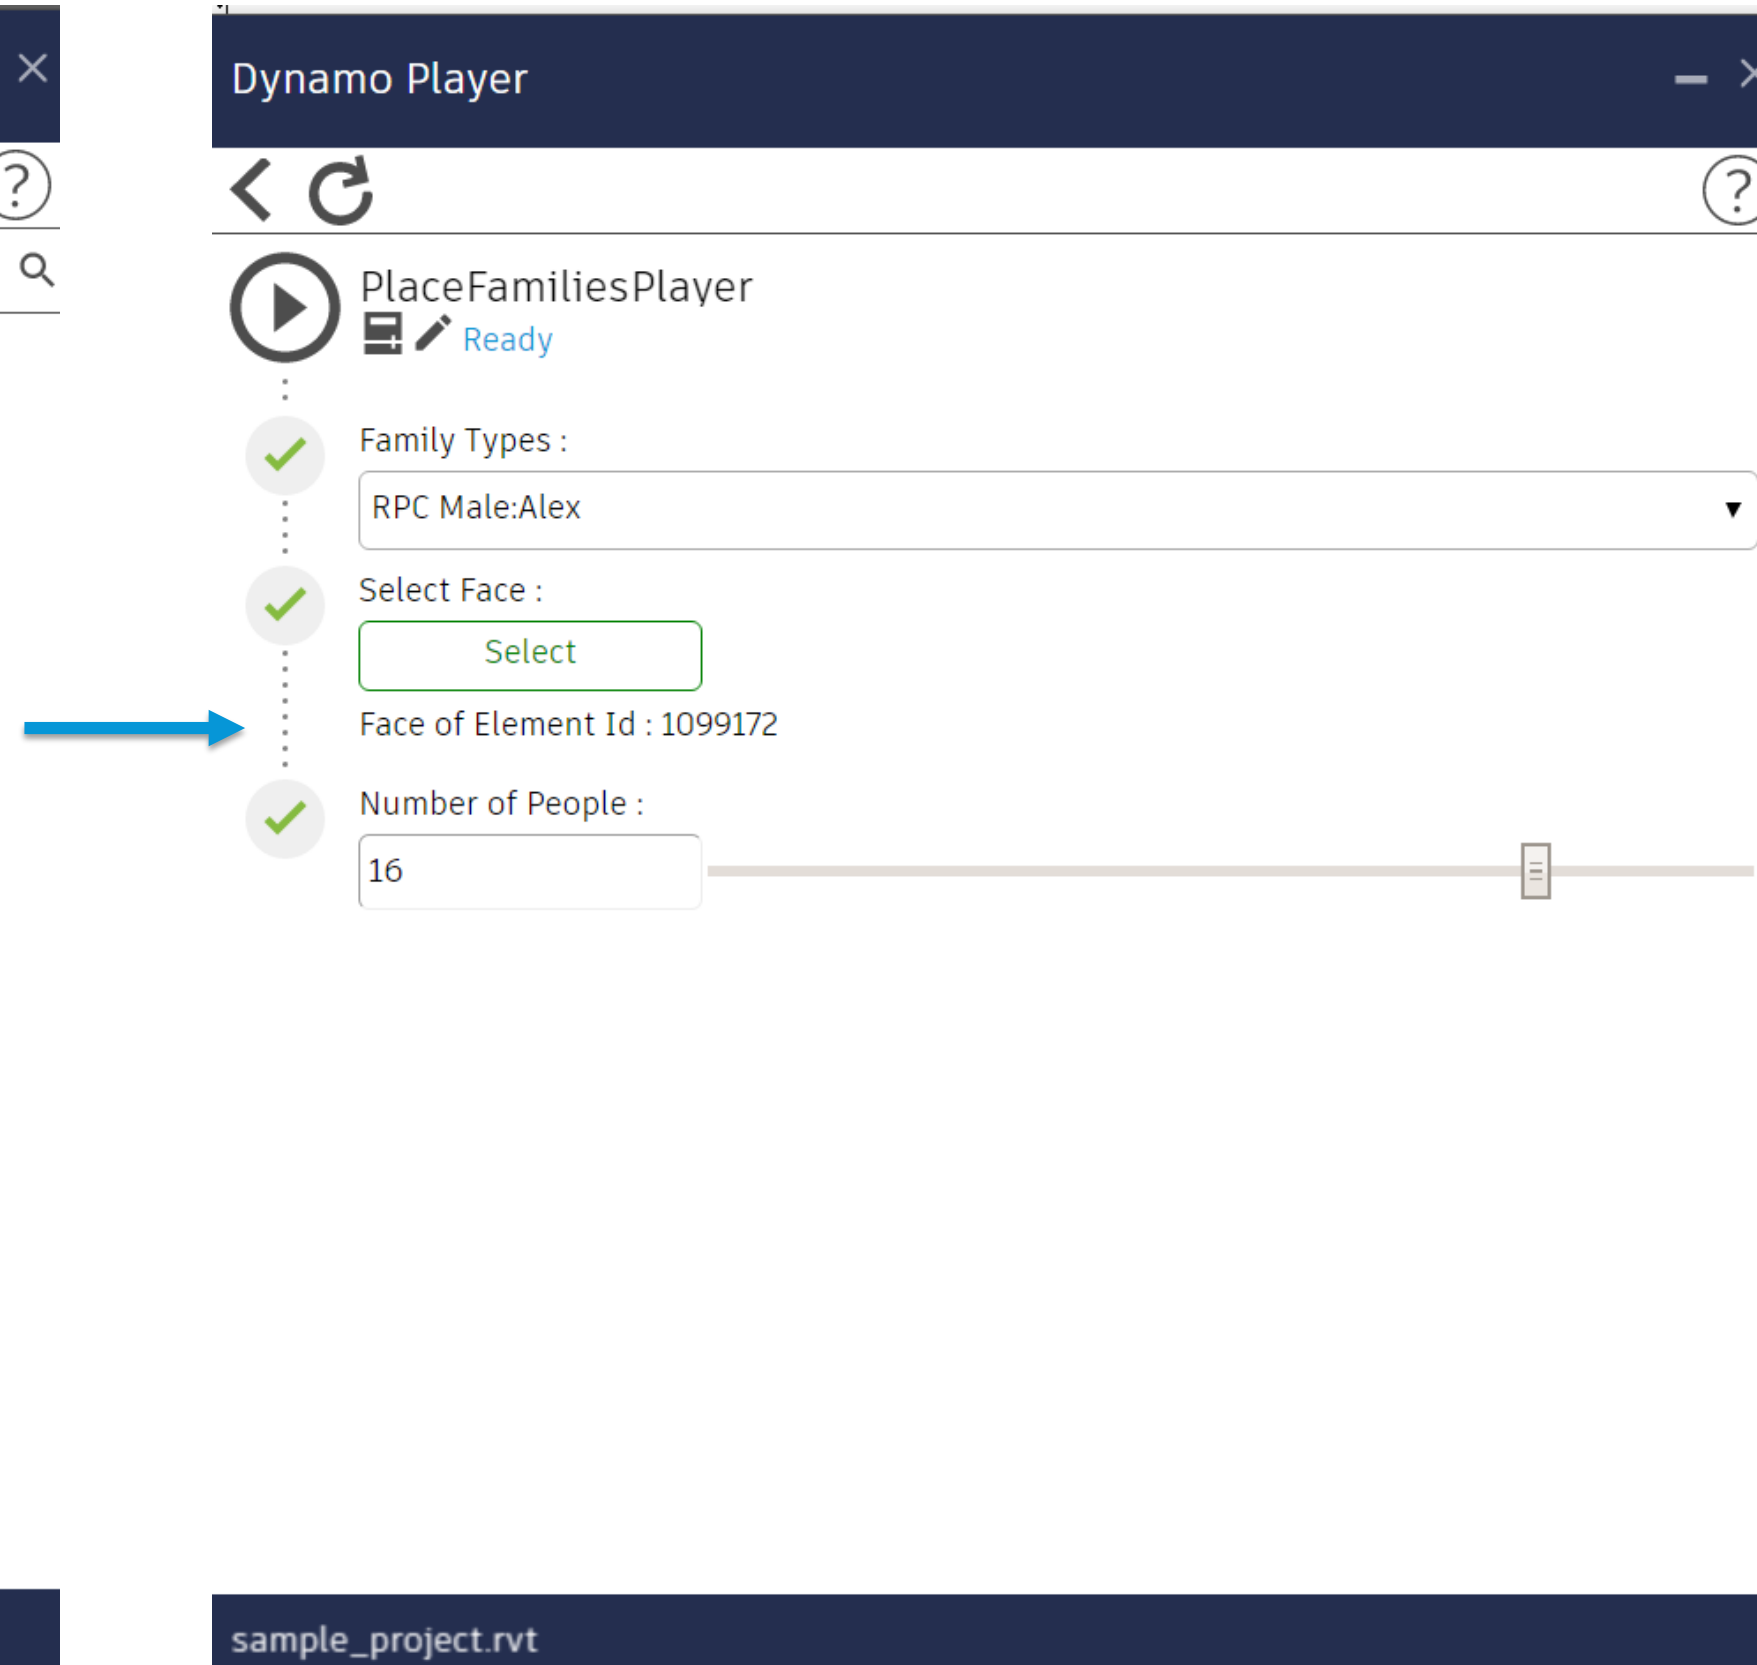 Dynamo Player
PlaceFamiliesPlayer
Ready
Family Types :
RPC Male:Alex
Select Face :
Select
Face of Element Id : 1099172
Number of People :
16
sample_project.rvt